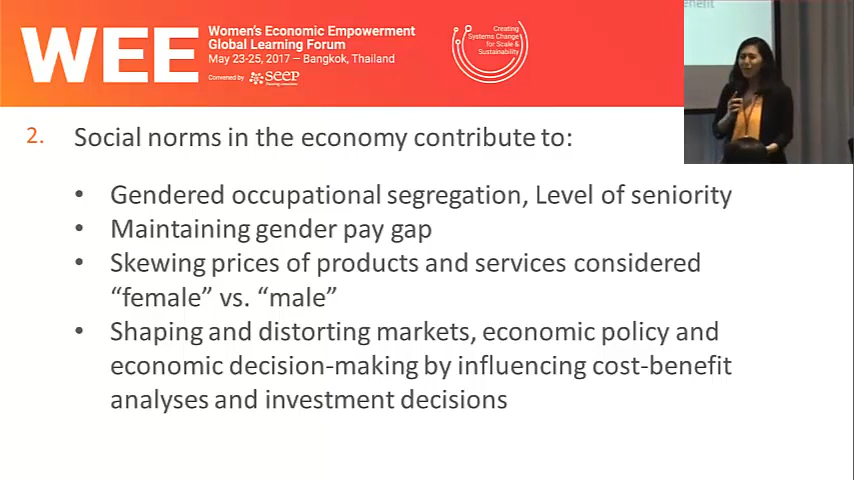 WEE
Women's Economic Empowerment
Global Learning Forum
May 23-25, 2017 – Bangkok, Thailand
Convened by SEEP
Creating
Systems Change
for Scale &
Sustainability
2. Social norms in the economy contribute to:
• Gendered occupational segregation, Level of seniority
• Maintaining gender pay gap
• Skewing prices of products and services considered
“female” vs. “male”
• Shaping and distorting markets, economic policy and
economic decision-making by influencing cost-benefit
analyses and investment decisions